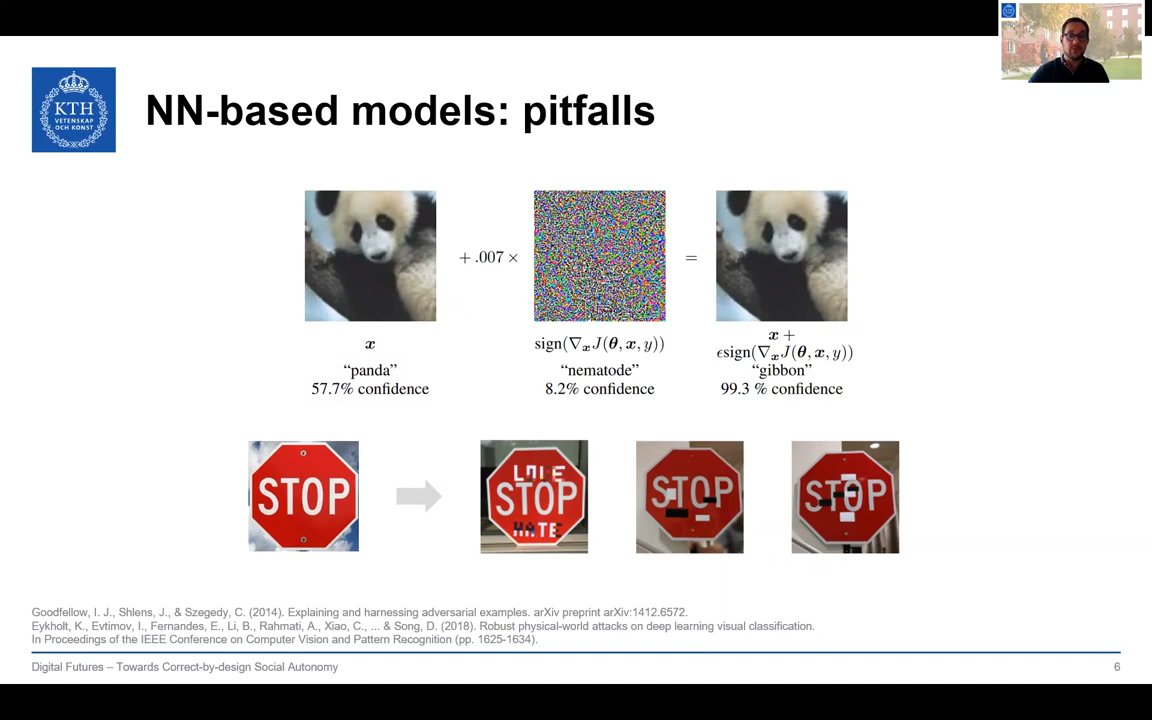 KTH
VETENSKAP
OCH KONST
NN-based models: pitfalls
+ .007 ×
=
x
sign(∇ₓJ(θ, x, y))
x +
ϵsign(∇ₓJ(θ, x, y))
“panda”
“nematode”
“gibbon”
57.7% confidence
8.2% confidence
99.3 % confidence
STOP
STOP
HATE
STOP
STOP
Goodfellow, I. J., Shlens, J., & Szegedy, C. (2014). Explaining and harnessing adversarial examples. arXiv preprint arXiv:1412.6572.
Eykholt, K., Evtimov, I., Fernandes, E., Li, B., Rahmati, A., Xiao, C., ... & Song, D. (2018). Robust physical-world attacks on deep learning visual classification.
In Proceedings of the IEEE Conference on Computer Vision and Pattern Recognition (pp. 1625-1634).
Digital Futures – Towards Correct-by-design Social Autonomy
6